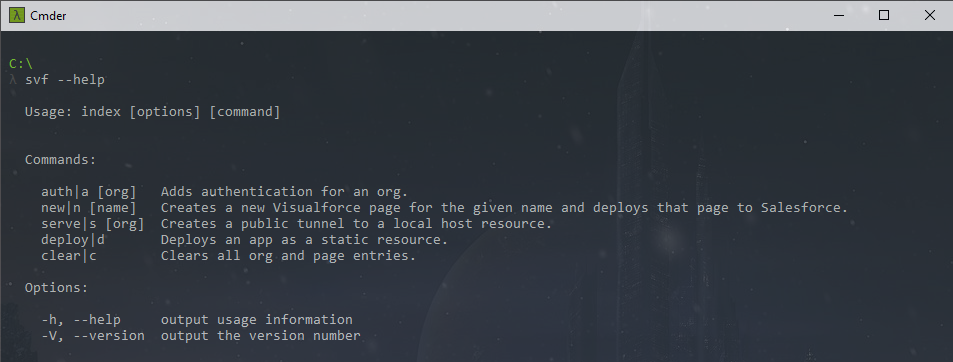 λ Cmder
C:\
λ svf --help
Usage: index [options] [command]
Commands:
auth|a [org] Adds authentication for an org.
new|n [name] Creates a new Visualforce page for the given name and deploys that page to Salesforce.
serve|s [org] Creates a public tunnel to a local host resource.
deploy|d Deploys an app as a static resource.
clear|c Clears all org and page entries.
Options:
-h, --help output usage information
-V, --version output the version number